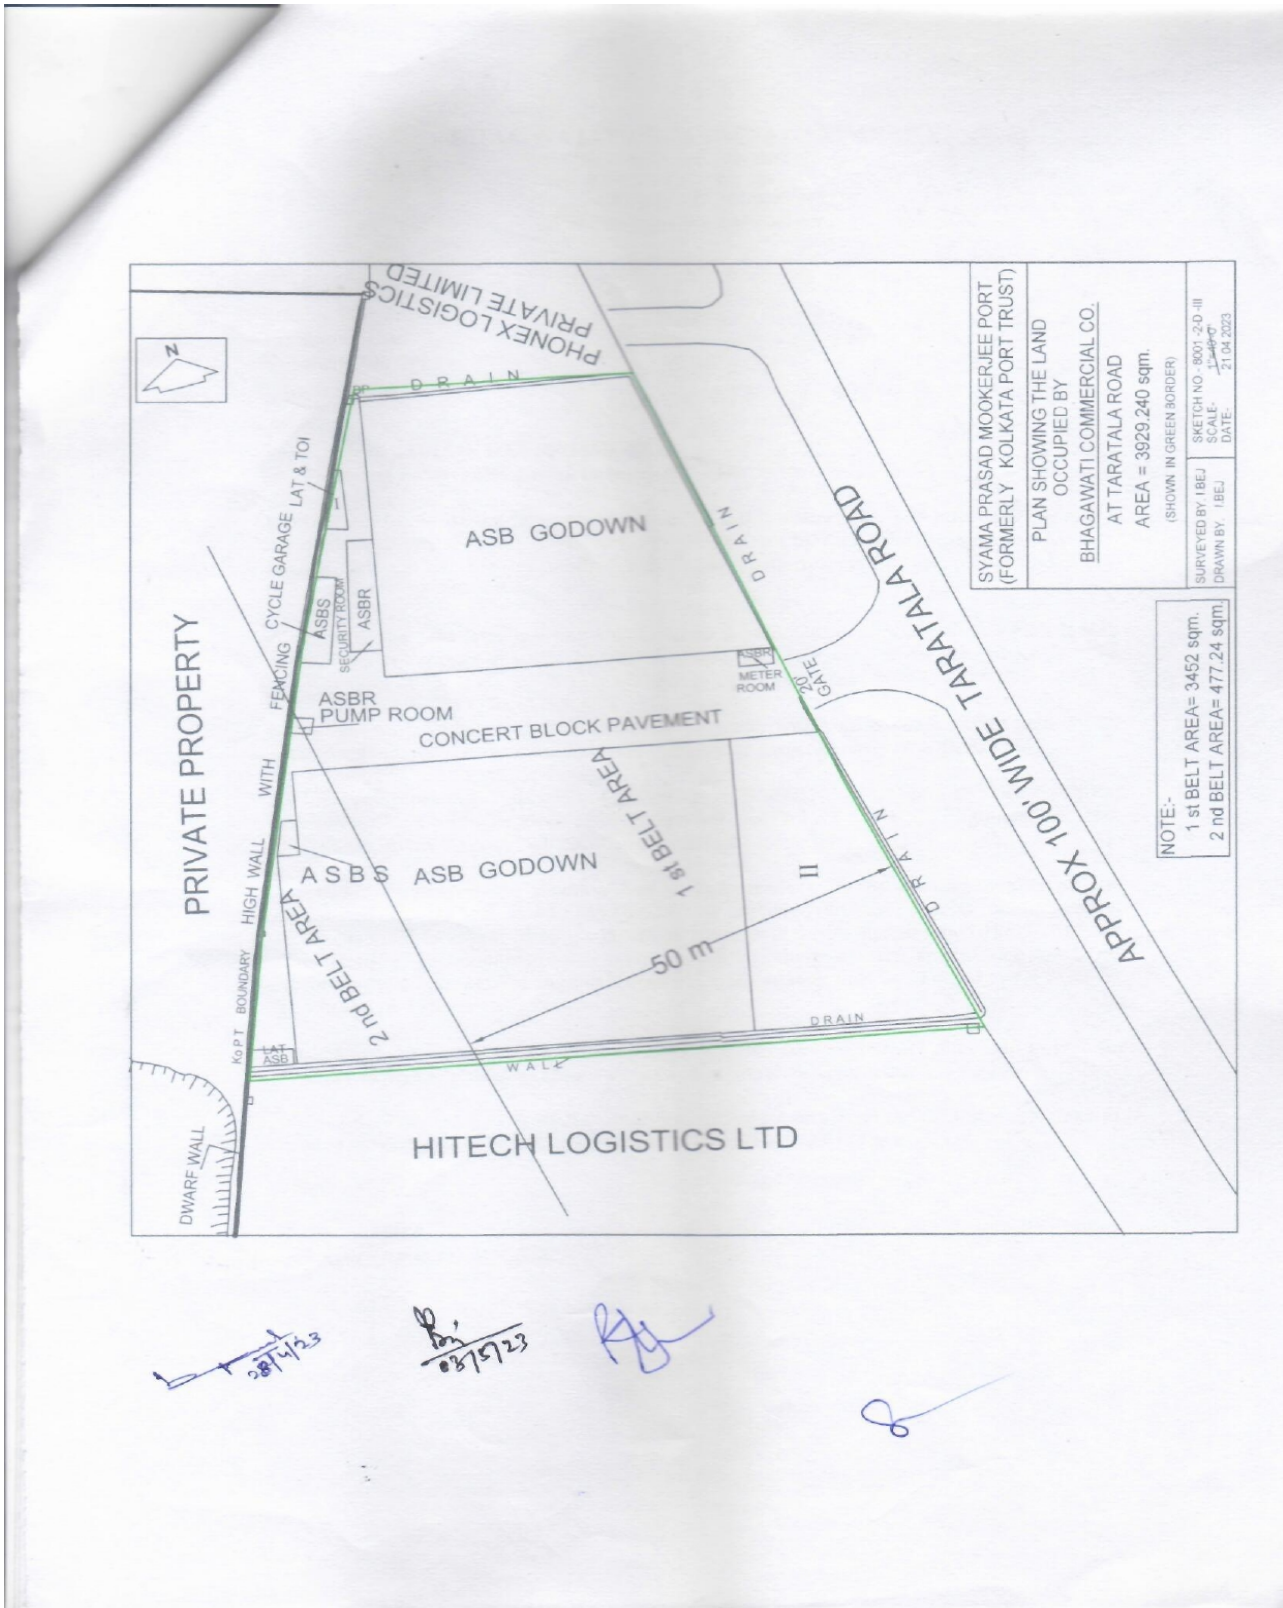 N
PRIVATE PROPERTY
KoPT BOUNDARY HIGH WALL WITH FENCING
CYCLE GARAGE
LAT & TOI
DRAIN
PHONEX LOGISTICS
PRIVATE LIMITED
ASB GODOWN
ASBS
SECURITY ROOM
ASBR
ASBR
PUMP ROOM
CONCERT BLOCK PAVEMENT
ASBR
METER
ROOM
20'
GATE
DRAIN
APPROX 100' WIDE TARATALA ROAD
ASBS
ASB GODOWN
1st BELT AREA
2 nd BELT AREA
II
50 m
DRAIN
DRAIN
LAT
ASB
WALL
DWARF WALL
HITECH LOGISTICS LTD
SYAMA PRASAD MOOKERJEE PORT
(FORMERLY KOLKATA PORT TRUST)
PLAN SHOWING THE LAND
OCCUPIED BY
BHAGAWATI COMMERCIAL CO.
AT TARATALA ROAD
AREA = 3929.240 sqm.
(SHOWN IN GREEN BORDER)
SURVEYED BY I.BEJ
DRAWN BY. I.BEJ
SKETCH NO - 8001 -2-D-III
SCALE- 1"=40'0"
DATE- 21.04.2023
NOTE:-
1 st BELT AREA= 3452 sqm.
2 nd BELT AREA= 477.24 sqm.
28/4/23
03/5/23